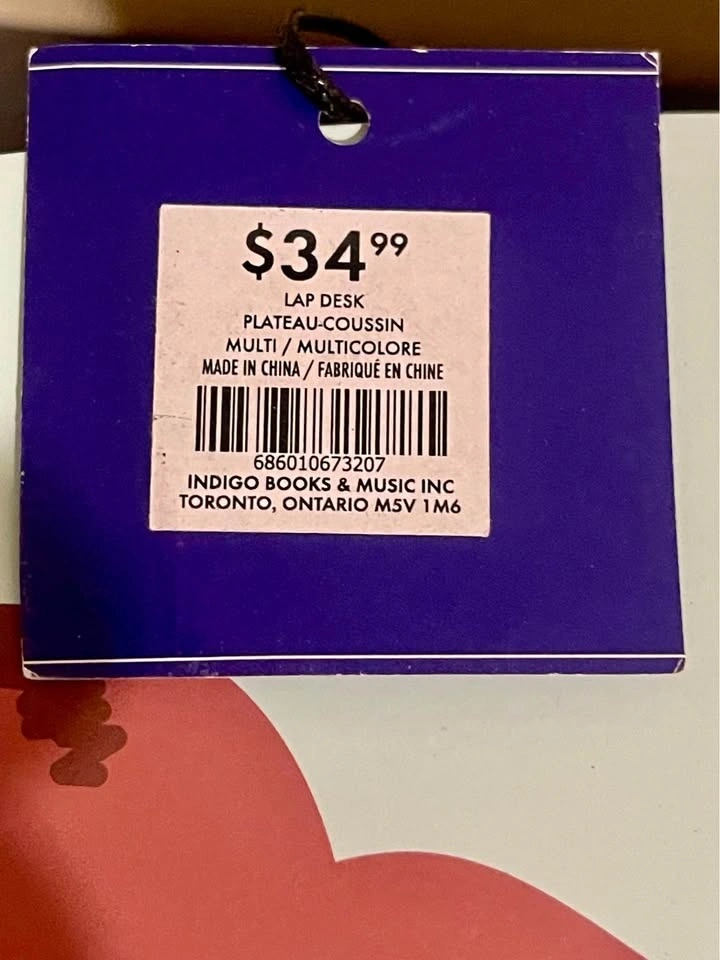 $34.99
LAP DESK
PLATEAU-COUSSIN
MULTI / MULTICOLORE
MADE IN CHINA / FABRIQUÉ EN CHINE
686010673207
INDIGO BOOKS & MUSIC INC
TORONTO, ONTARIO M5V 1M6